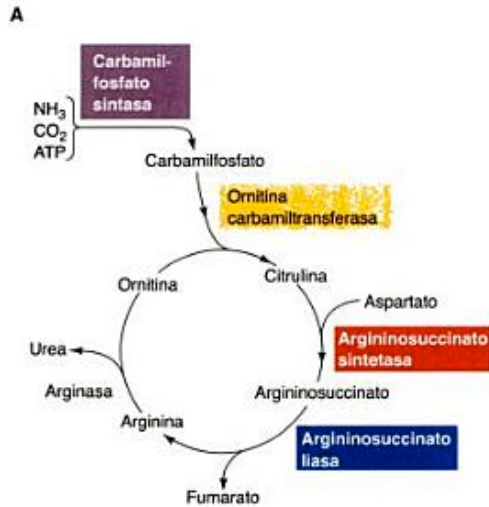 A
Carbamil-
fosfato
sintasa
NH₃
CO₂
ATP
Carbamilfosfato
Ornitina
carbamiltransferasa
Ornitina
Citrulina
Aspartato
Urea
Argininosuccinato
sintetasa
Arginasa
Argininosuccinato
Arginina
Argininosuccinato
liasa
Fumarato